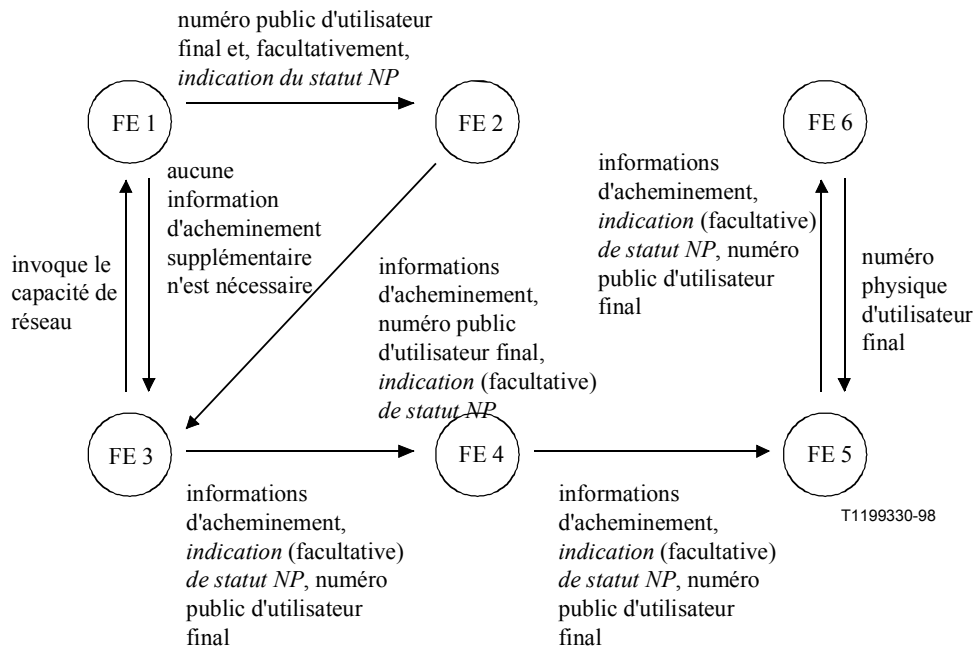 numéro public d'utilisateur
final et, facultativement,
indication du statut NP
FE 1
FE 2
FE 6
aucune
information
d'acheminement
supplémentaire
n'est nécessaire
invoque le
capacité de
réseau
informations
d'acheminement,
numéro public
d'utilisateur final,
indication (facultative)
de statut NP
informations
d'acheminement,
indication (facultative)
de statut NP, numéro
public d'utilisateur
final
numéro
physique
d'utilisateur
final
FE 3
FE 4
FE 5
T1199330-98
informations
d'acheminement,
indication (facultative)
de statut NP, numéro
public d'utilisateur
final
informations
d'acheminement,
indication (facultative)
de statut NP, numéro
public d'utilisateur
final